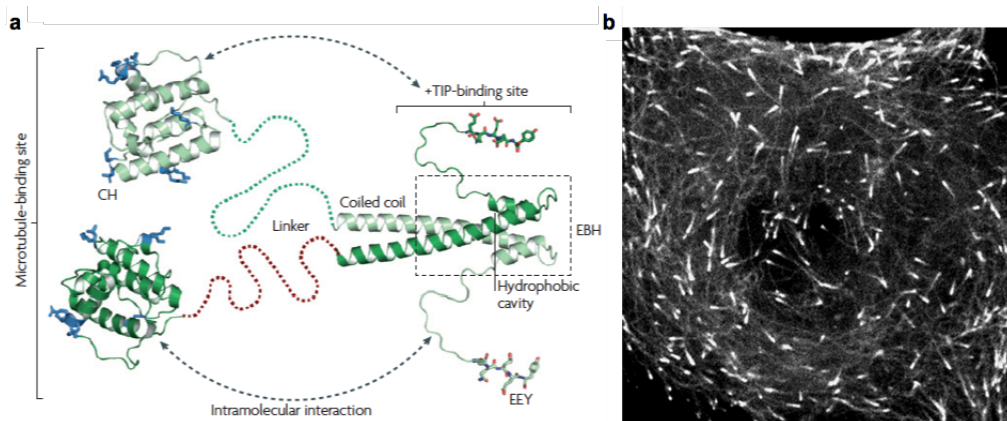 a
b
+TIP-binding site
Microtubule-binding site
CH
Coiled coil
Linker
EBH
Hydrophobic
cavity
EEY
Intramolecular interaction